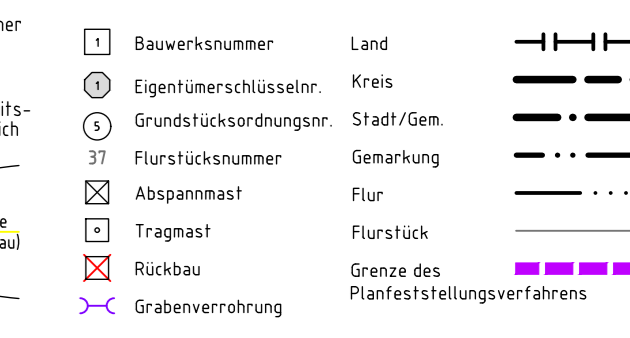 1 Bauwerksnummer
1 Eigentümerschlüsselnr.
5 Grundstücksordnungsnr.
37 Flurstücksnummer
Abspannmast
Tragmast
Rückbau
Grabenverrohrung
Land
Kreis
Stadt/Gem.
Gemarkung
Flur
Flurstück
Grenze des
Planfeststellungsverfahrens